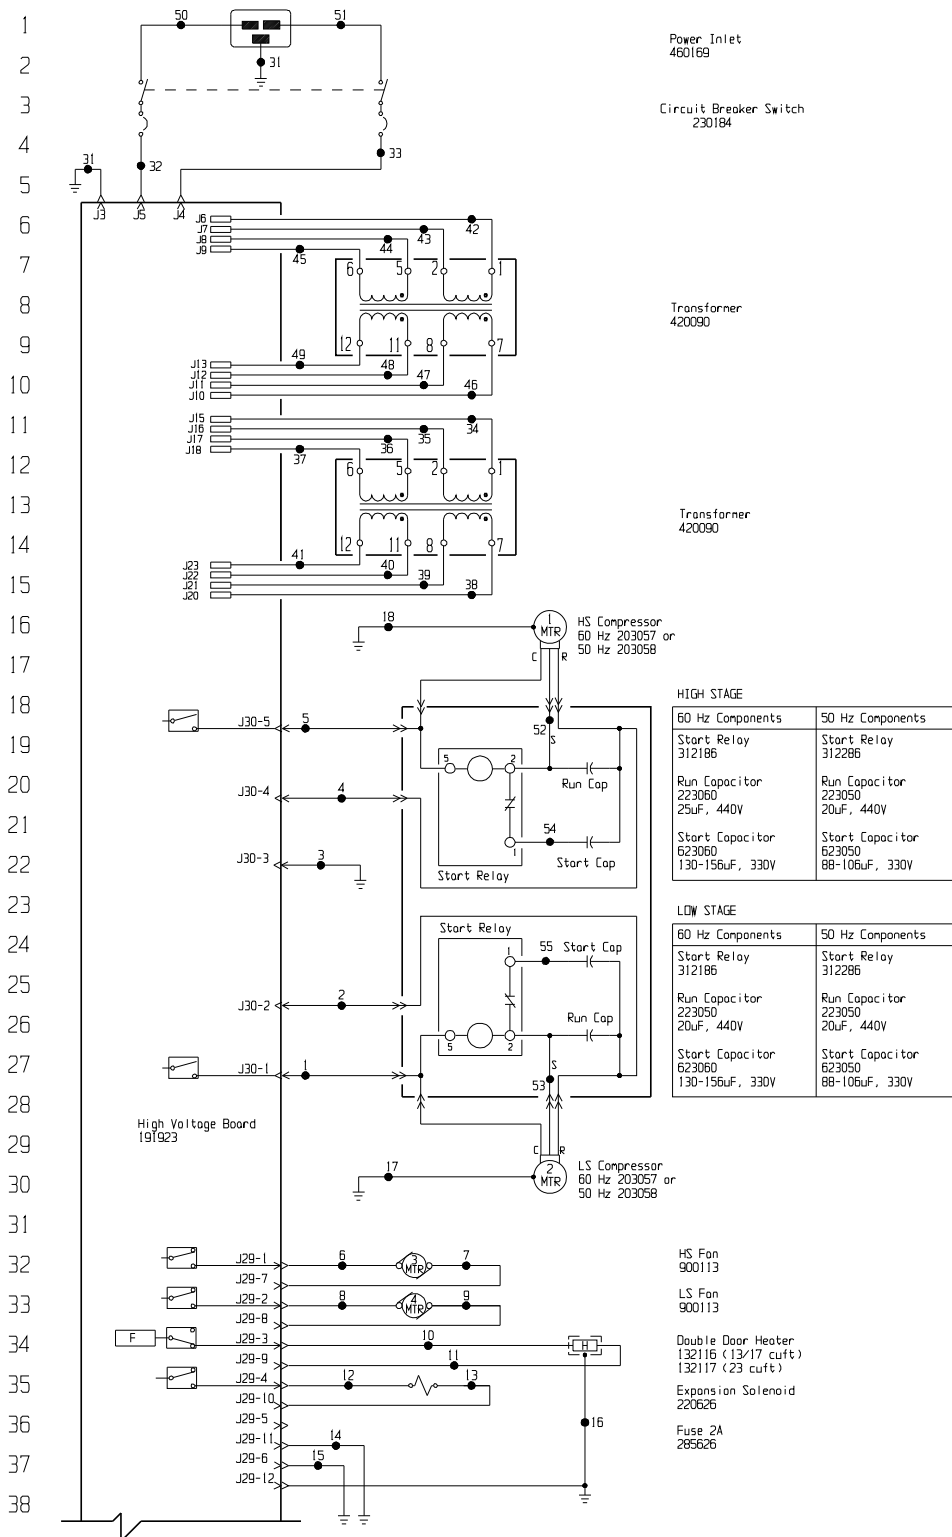 1
50
51
Power Inlet
460169
2
31
3
Circuit Breaker Switch
230184
4
31
32
33
5
J3
J5
J4
6
J6
42
J7
43
J8
44
J9
45
7
6
5
2
1
8
Transformer
420090
9
12
11
8
7
J13
49
J12
48
10
J11
47
J10
46
11
J15
34
J16
35
J17
36
12
J18
37
6
5
2
1
13
Transformer
420090
14
12
11
8
7
J23
41
J22
40
15
J21
39
J20
38
16
18
1
MTR
HS Compressor
60 Hz 203057 or
50 Hz 203058
17
C
R
18
J30-5
5
52
S
19
5
2
Run Cap
20
J30-4
4
21
54
1
Start Cap
22
J30-3
3
Start Relay
HIGH STAGE
60 Hz Components
50 Hz Components
Start Relay
312186
Start Relay
312286
Run Capacitor
223060
25uF, 440V
Run Capacitor
223050
20uF, 440V
Start Capacitor
623060
130-156uF, 330V
Start Capacitor
623050
88-106uF, 330V
23
24
Start Relay
1
55
Start Cap
25
J30-2
2
26
Run Cap
5
2
27
J30-1
1
S
53
28
LOW STAGE
60 Hz Components
50 Hz Components
Start Relay
312186
Start Relay
312286
Run Capacitor
223050
20uF, 440V
Run Capacitor
223050
20uF, 440V
Start Capacitor
623060
130-156uF, 330V
Start Capacitor
623050
88-106uF, 330V
High Voltage Board
191923
29
C
R
30
17
2
MTR
LS Compressor
60 Hz 203057 or
50 Hz 203058
31
32
J29-1
6
3
MTR
7
HS Fan
900113
J29-7
33
J29-2
8
4
MTR
9
LS Fan
900113
J29-8
34
F
J29-3
10
H
Double Door Heater
132116 (13/17 cuft)
132117 (23 cuft)
J29-9
11
35
J29-4
12
13
Expansion Solenoid
220626
J29-10
36
J29-5
16
Fuse 2A
285626
J29-11
14
37
J29-6
15
J29-12
38